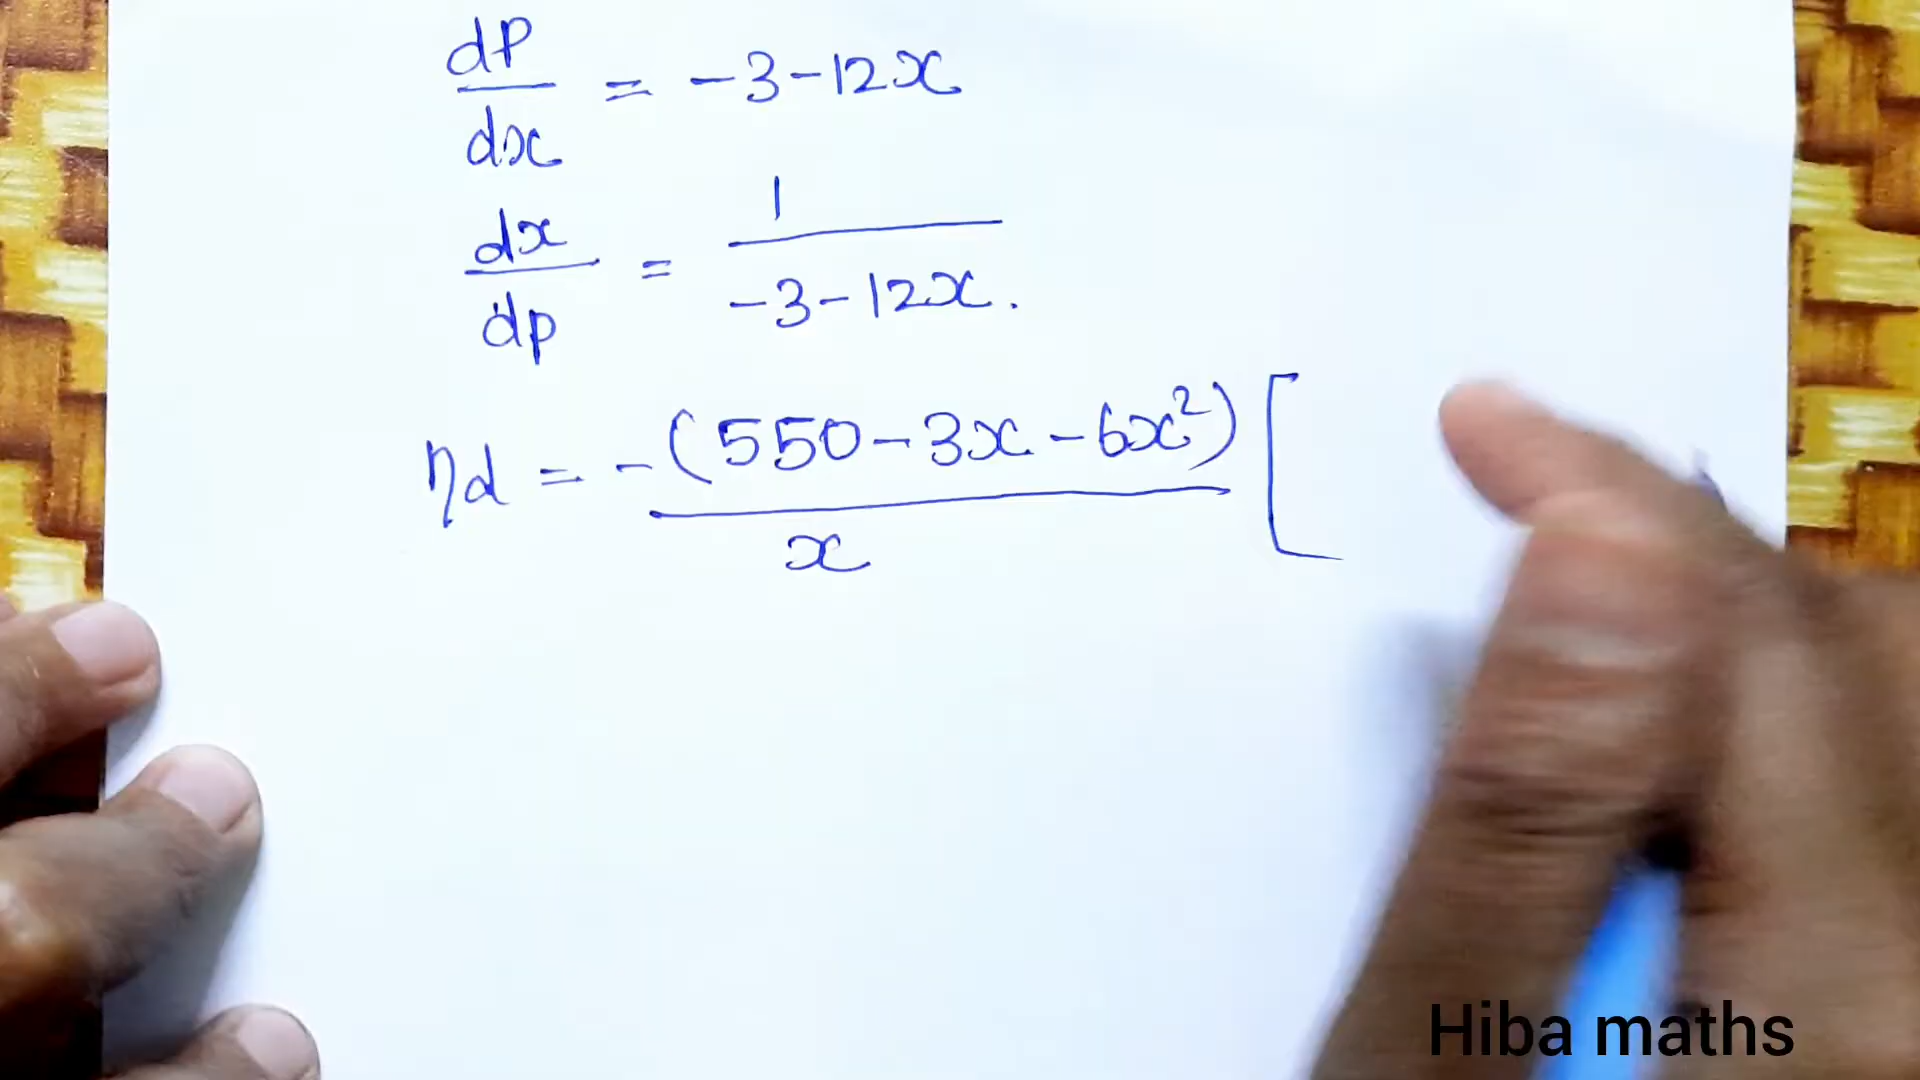 dP/dx = -3-12x
dx/dp = 1/-3-12x.
ηd = -(550-3x-6x²)/x [
Hiba maths